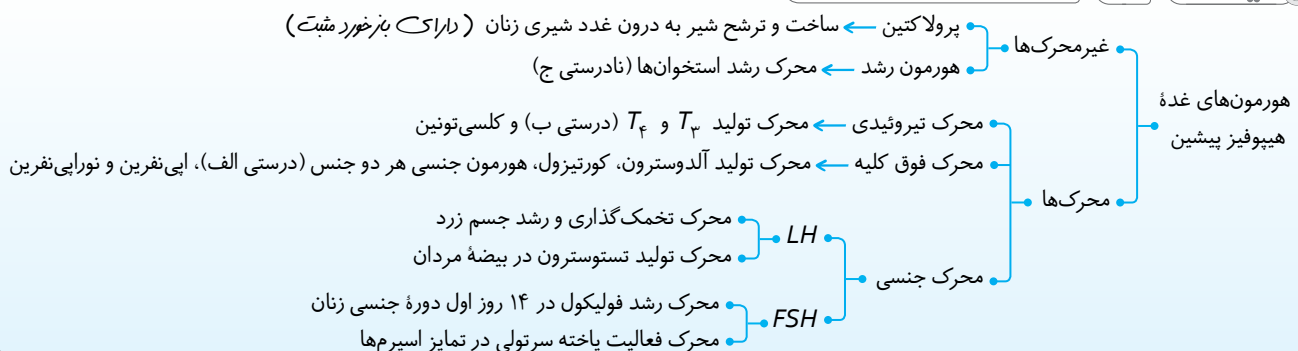 هورمون‌های غدهٔ
هیپوفیز پیشین
غیرمحرک‌ها
پرولاکتین ← ساخت و ترشح شیر به درون غدد شیری زنان (دارای بازخورد مثبت)
هورمون رشد ← محرک رشد استخوان‌ها (نادرستی ج)
محرک‌ها
محرک تیروئیدی ← محرک تولید T۳ و T۴ (درستی ب) و کلسی‌تونین
محرک فوق کلیه ← محرک تولید آلدوسترون، کورتیزول، هورمون جنسی هر دو جنس (درستی الف)، اپی‌نفرین و نوراپی‌نفرین
محرک جنسی
LH
محرک تخمک‌گذاری و رشد جسم زرد
محرک تولید تستوسترون در بیضهٔ مردان
FSH
محرک رشد فولیکول در ۱۴ روز اول دورهٔ جنسی زنان
محرک فعالیت یاخته سرتولی در تمایز اسپرم‌ها